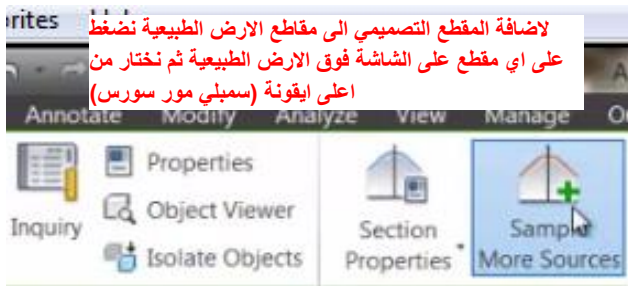 orites
لاضافة المقطع التصميمي الى مقاطع الارض الطبيعية نضغط
على اي مقطع على الشاشة فوق الارض الطبيعية ثم نختار من
اعلى ايقونة (سمبلي مور سورس)
Annotate Modify Analyze View Manage
Inquiry
Properties
Object Viewer
Isolate Objects
Section
Properties
Sample
More Sources